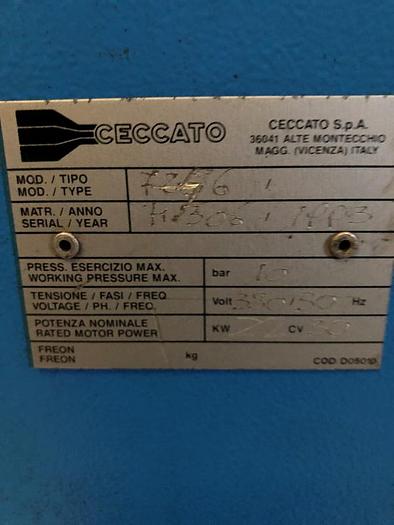 CECCATO
CECCATO S.p.A.
36041 ALTE MONTECCHIO
MAGG. (VICENZA) ITALY
MOD. / TIPO
MOD. / TYPE
MATR. / ANNO
SERIAL / YEAR
PRESS. ESERCIZIO MAX.
WORKING PRESSURE MAX.
bar 10
TENSIONE / FASI / FREQ
VOLTAGE / PH. / FREQ.
Volt Hz
POTENZA NOMINALE
RATED MOTOR POWER
KW CV
FREON
FREON
kg
COD. D05010